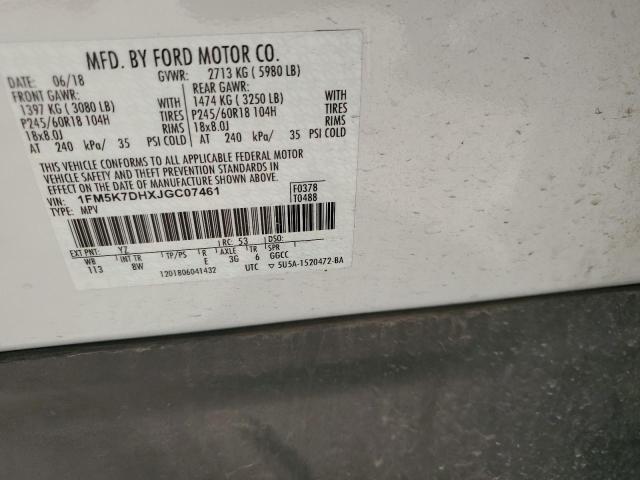 MFD. BY FORD MOTOR CO.
DATE: 06/18 GVWR: 2713 KG ( 5980 LB)
FRONT GAWR: REAR GAWR:
1397 KG ( 3080 LB) WITH 1474 KG ( 3250 LB) WITH
P245/60R18 104H TIRES P245/60R18 104H TIRES
18x8.0J RIMS 18x8.0J RIMS
AT 240 kPa/ 35 PSI COLD AT 240 kPa/ 35 PSI COLD
THIS VEHICLE CONFORMS TO ALL APPLICABLE FEDERAL MOTOR
VEHICLE SAFETY AND THEFT PREVENTION STANDARDS IN
EFFECT ON THE DATE OF MANUFACTURE SHOWN ABOVE.
VIN: 1FM5K7DHXJGC07461 F0378
TYPE: MPV T0488
EXT PNT: YZ RC: 53 DSO:
WB INT TR TP/PS R AXLE TR SPR
113 8W E 3G 6 GGCC
1201806041432 UTC ▽ 5U5A-1520472-BA